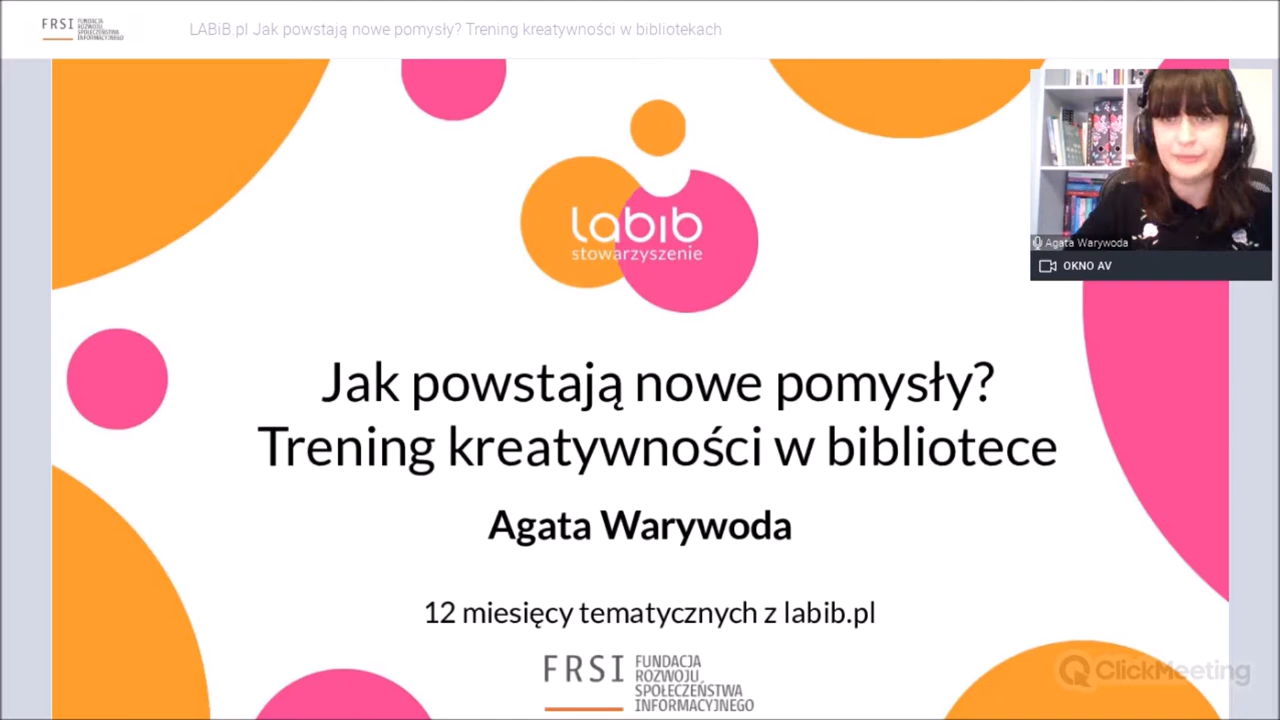 FRSI FUNDACJA
ROZWOJU
SPOŁECZEŃSTWA
INFORMACYJNEGO
LABiB.pl Jak powstają nowe pomysły? Trening kreatywności w bibliotekach
Agata Warywoda
OKNO AV
labib
stowarzyszenie
Jak powstają nowe pomysły?
Trening kreatywności w bibliotece
Agata Warywoda
12 miesięcy tematycznych z labib.pl
FRSI FUNDACJA
ROZWOJU
SPOŁECZEŃSTWA
INFORMACYJNEGO
ClickMeeting